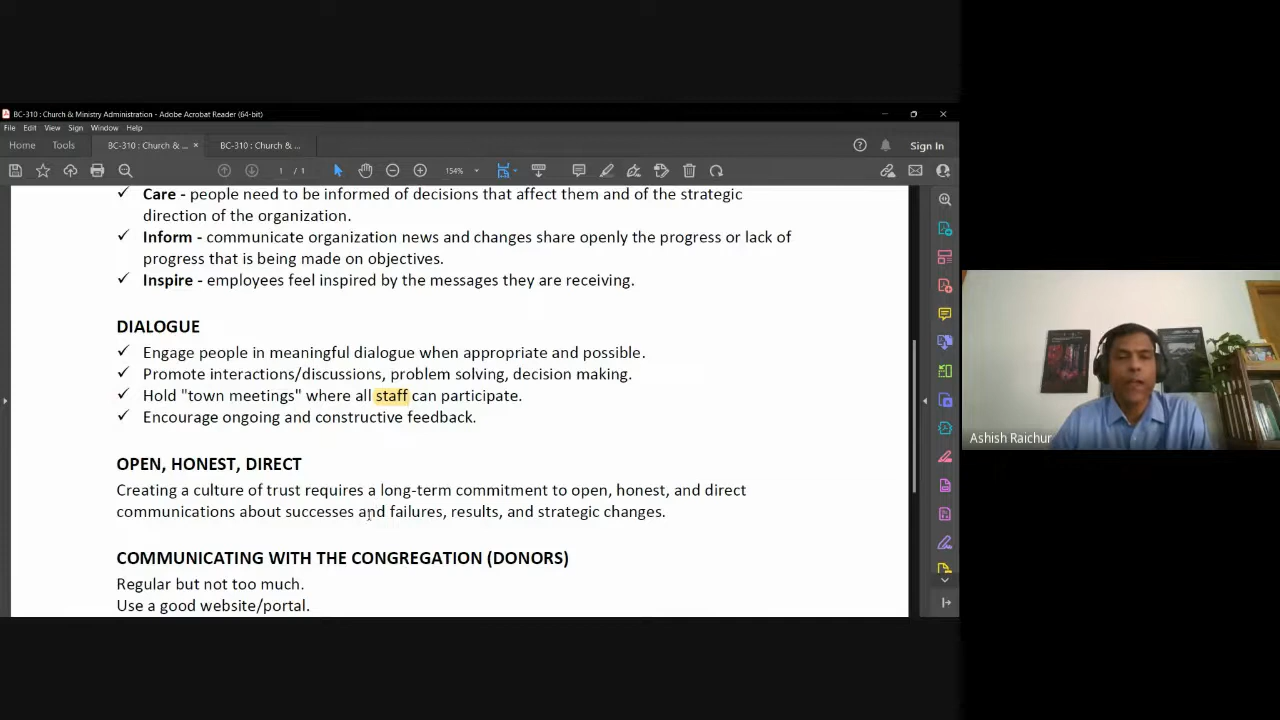 BC-310 : Church & Ministry Administration - Adobe Acrobat Reader (64-bit)
File Edit View Sign Window Help
Home Tools BC-310 : Church & ... × BC-310 : Church & ... Sign In
1 / 1 154%
Care - people need to be informed of decisions that affect them and of the strategic
direction of the organization.
Inform - communicate organization news and changes share openly the progress or lack of
progress that is being made on objectives.
Inspire - employees feel inspired by the messages they are receiving.
DIALOGUE
Engage people in meaningful dialogue when appropriate and possible.
Promote interactions/discussions, problem solving, decision making.
Hold "town meetings" where all staff can participate.
Encourage ongoing and constructive feedback.
OPEN, HONEST, DIRECT
Creating a culture of trust requires a long-term commitment to open, honest, and direct
communications about successes and failures, results, and strategic changes.
COMMUNICATING WITH THE CONGREGATION (DONORS)
Regular but not too much.
Use a good website/portal.
Ashish Raichur